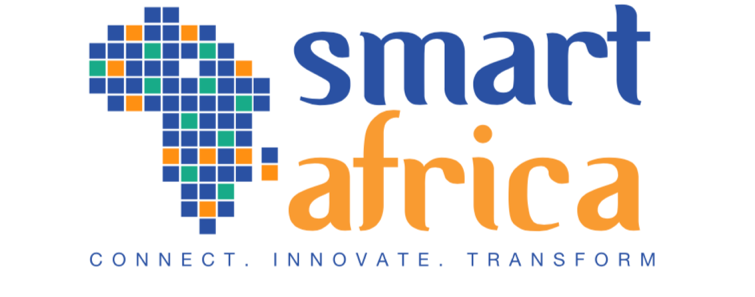 smart
africa
CONNECT. INNOVATE. TRANSFORM